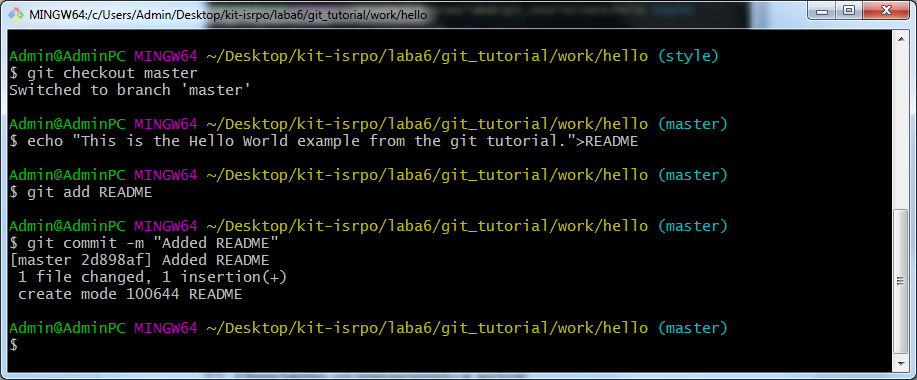 MINGW64:/c/Users/Admin/Desktop/kit-isrpo/laba6/git_tutorial/work/hello
Admin@AdminPC MINGW64 ~/Desktop/kit-isrpo/laba6/git_tutorial/work/hello (style)
$ git checkout master
Switched to branch 'master'
Admin@AdminPC MINGW64 ~/Desktop/kit-isrpo/laba6/git_tutorial/work/hello (master)
$ echo "This is the Hello World example from the git tutorial.">README
Admin@AdminPC MINGW64 ~/Desktop/kit-isrpo/laba6/git_tutorial/work/hello (master)
$ git add README
Admin@AdminPC MINGW64 ~/Desktop/kit-isrpo/laba6/git_tutorial/work/hello (master)
$ git commit -m "Added README"
[master 2d898af] Added README
 1 file changed, 1 insertion(+)
 create mode 100644 README
Admin@AdminPC MINGW64 ~/Desktop/kit-isrpo/laba6/git_tutorial/work/hello (master)
$